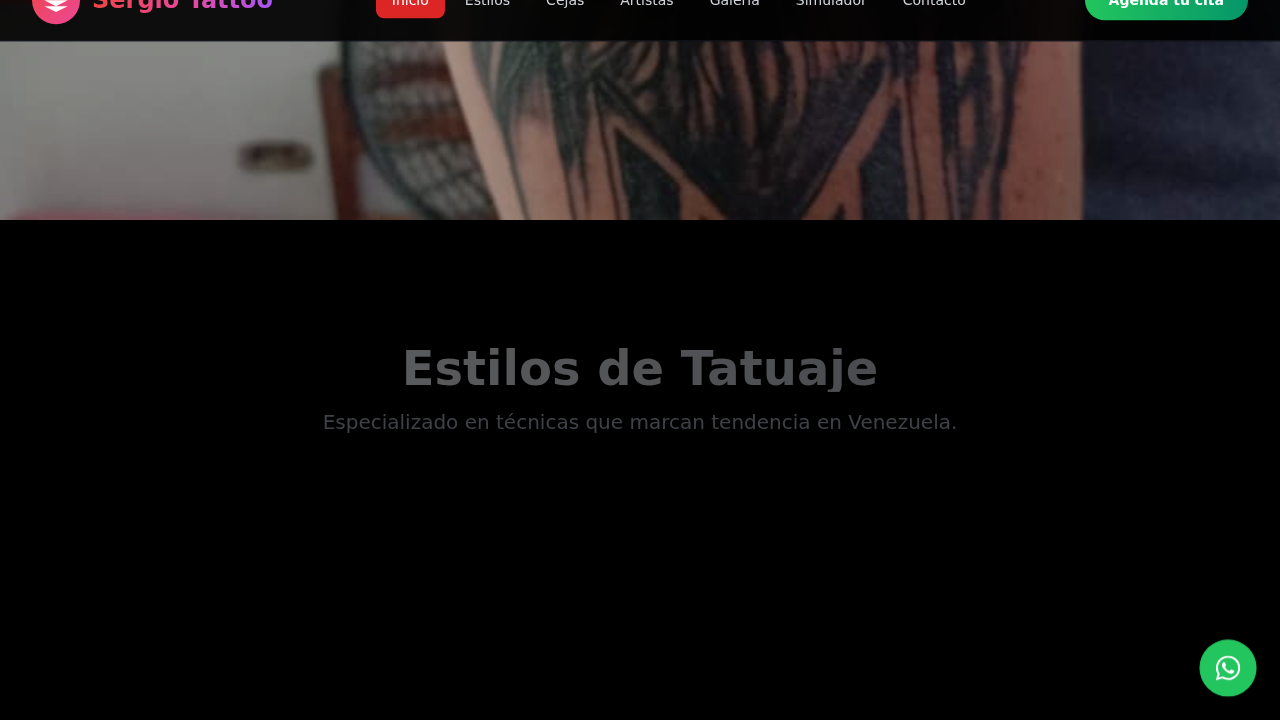 Sergio Tattoo
Inicio
Estilos
Cejas
Artistas
Galería
Simulador
Contacto
Agenda tu cita
Estilos de Tatuaje
Especializado en técnicas que marcan tendencia en Venezuela.